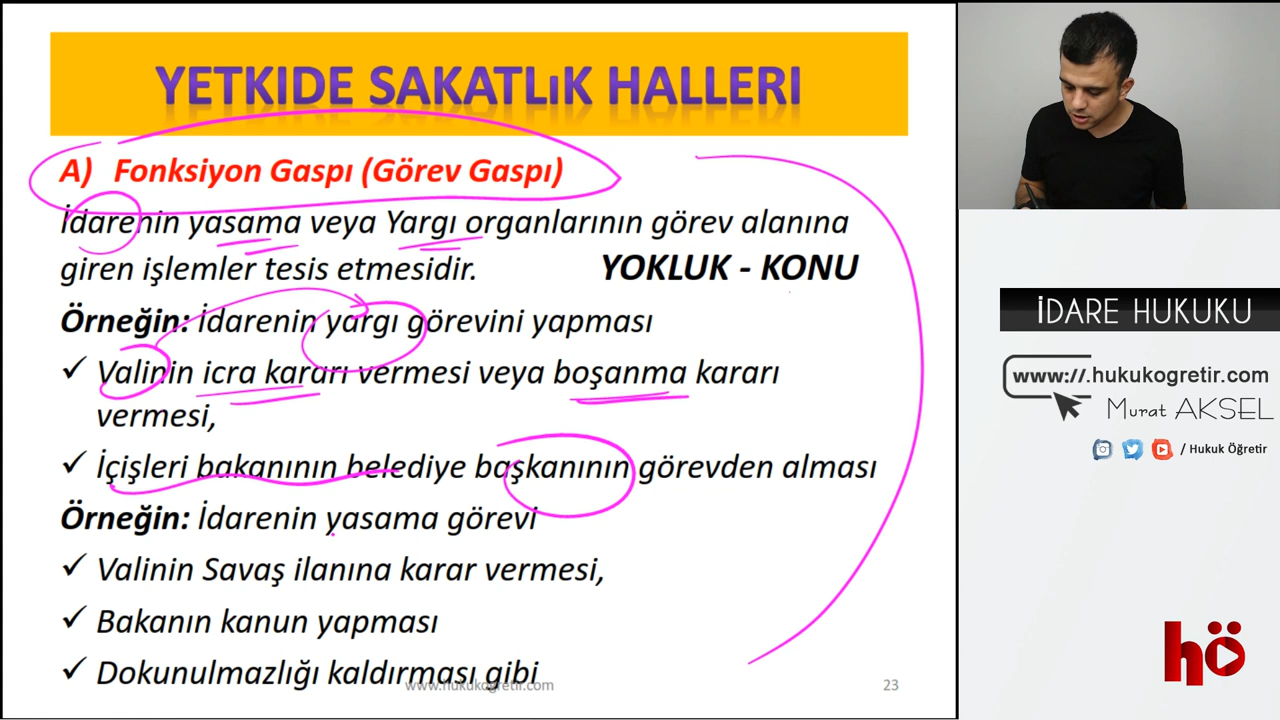 YETKIDE SAKATLıK HALLERI
A) Fonksiyon Gaspı (Görev Gaspı)
İdarenin yasama veya Yargı organlarının görev alanına
giren işlemler tesis etmesidir. YOKLUK - KONU
Örneğin: İdarenin yargı görevini yapması
✓ Valinin icra kararı vermesi veya boşanma kararı
vermesi,
✓ İçişleri bakanının belediye başkanının görevden alması
Örneğin: İdarenin yasama görevi
✓ Valinin Savaş ilanına karar vermesi,
✓ Bakanın kanun yapması
✓ Dokunulmazlığı kaldırması gibi
www.hukukogretir.com
23
İDARE HUKUKU
www://.hukukogretir.com
Murat AKSEL
/ Hukuk Öğretir
hö